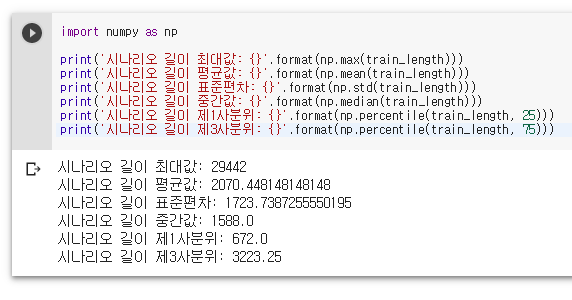 import numpy as np
print('시나리오 길이 최대값: {}'.format(np.max(train_length)))
print('시나리오 길이 평균값: {}'.format(np.mean(train_length)))
print('시나리오 길이 표준편차: {}'.format(np.std(train_length)))
print('시나리오 길이 중간값: {}'.format(np.median(train_length)))
print('시나리오 길이 제1사분위: {}'.format(np.percentile(train_length, 25)))
print('시나리오 길이 제3사분위: {}'.format(np.percentile(train_length, 75)))
시나리오 길이 최대값: 29442
시나리오 길이 평균값: 2070.448148148148
시나리오 길이 표준편차: 1723.7387255550195
시나리오 길이 중간값: 1588.0
시나리오 길이 제1사분위: 672.0
시나리오 길이 제3사분위: 3223.25